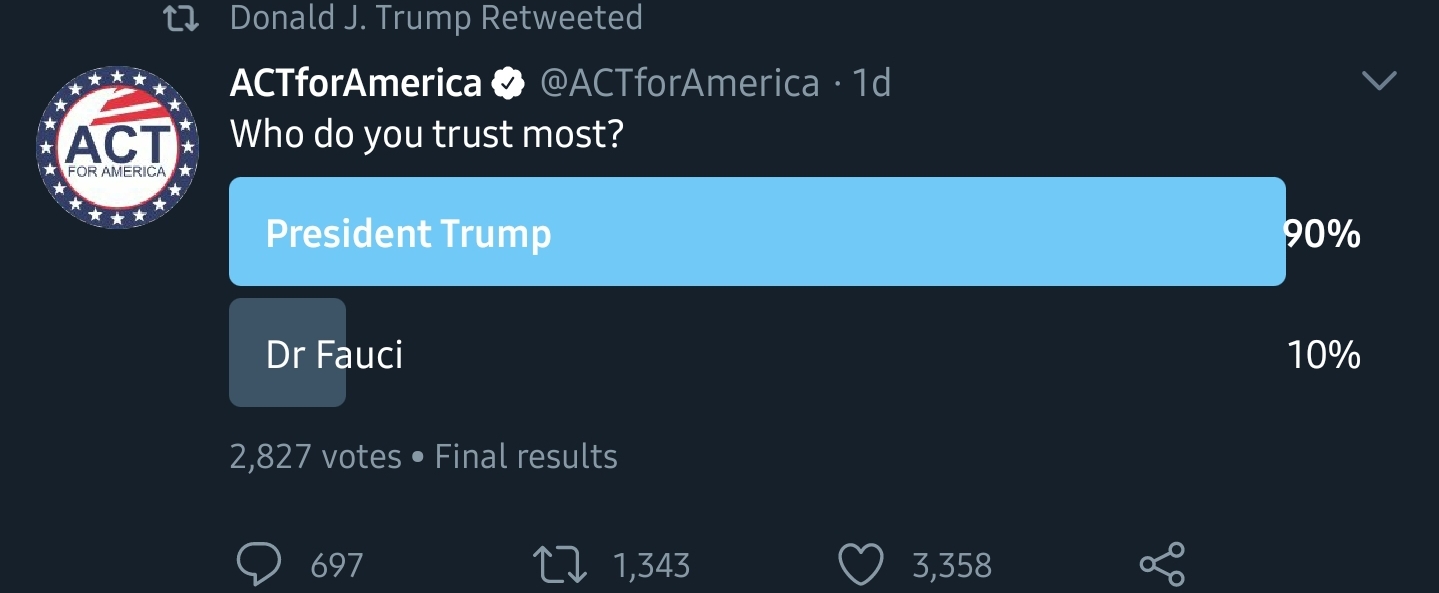 Donald J. Trump Retweeted
ACTforAmerica @ACTforAmerica · 1d
ACT
FOR AMERICA
Who do you trust most?
President Trump 90%
Dr Fauci 10%
2,827 votes • Final results
697 1,343 3,358